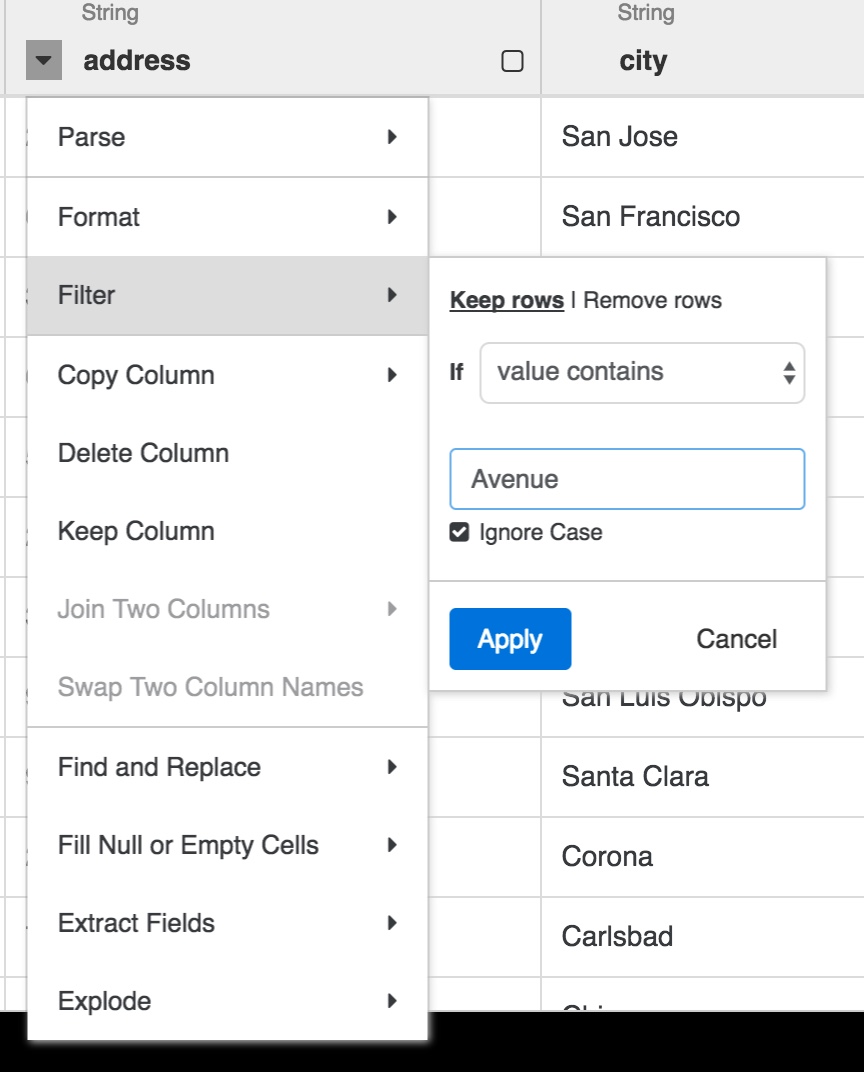 String
String
address
city
Parse
San Jose
Format
San Francisco
Filter
Keep rows | Remove rows
If
value contains
Copy Column
Delete Column
Avenue
Keep Column
Ignore Case
Join Two Columns
Apply
Cancel
Swap Two Column Names
San Luis Obispo
Find and Replace
Santa Clara
Fill Null or Empty Cells
Corona
Extract Fields
Carlsbad
Explode